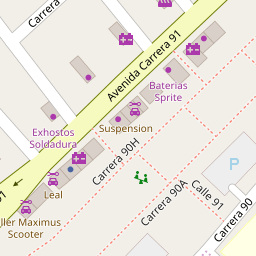 Carrera
Avenida Carrera 91
Baterias
Sprite
Exhostos
Soldadura
Suspension
Carrera 90H
Leal
Carrera 90A
Calle 91
Carrera 90
ller Maximus
Scooter
91